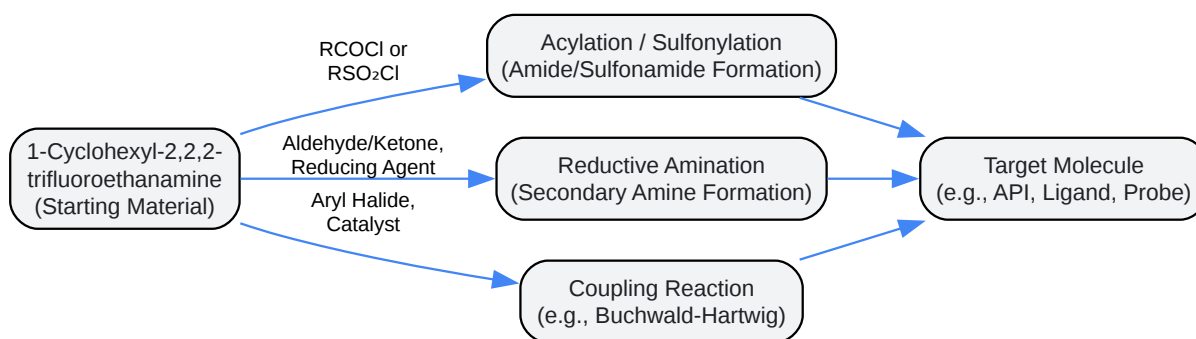 RCOCl or
RSO₂Cl
Acylation / Sulfonylation
(Amide/Sulfonamide Formation)
1-Cyclohexyl-2,2,2-
trifluoroethanamine
(Starting Material)
Aldehyde/Ketone,
Reducing Agent
Reductive Amination
(Secondary Amine Formation)
Target Molecule
(e.g., API, Ligand, Probe)
Aryl Halide,
Catalyst
Coupling Reaction
(e.g., Buchwald-Hartwig)